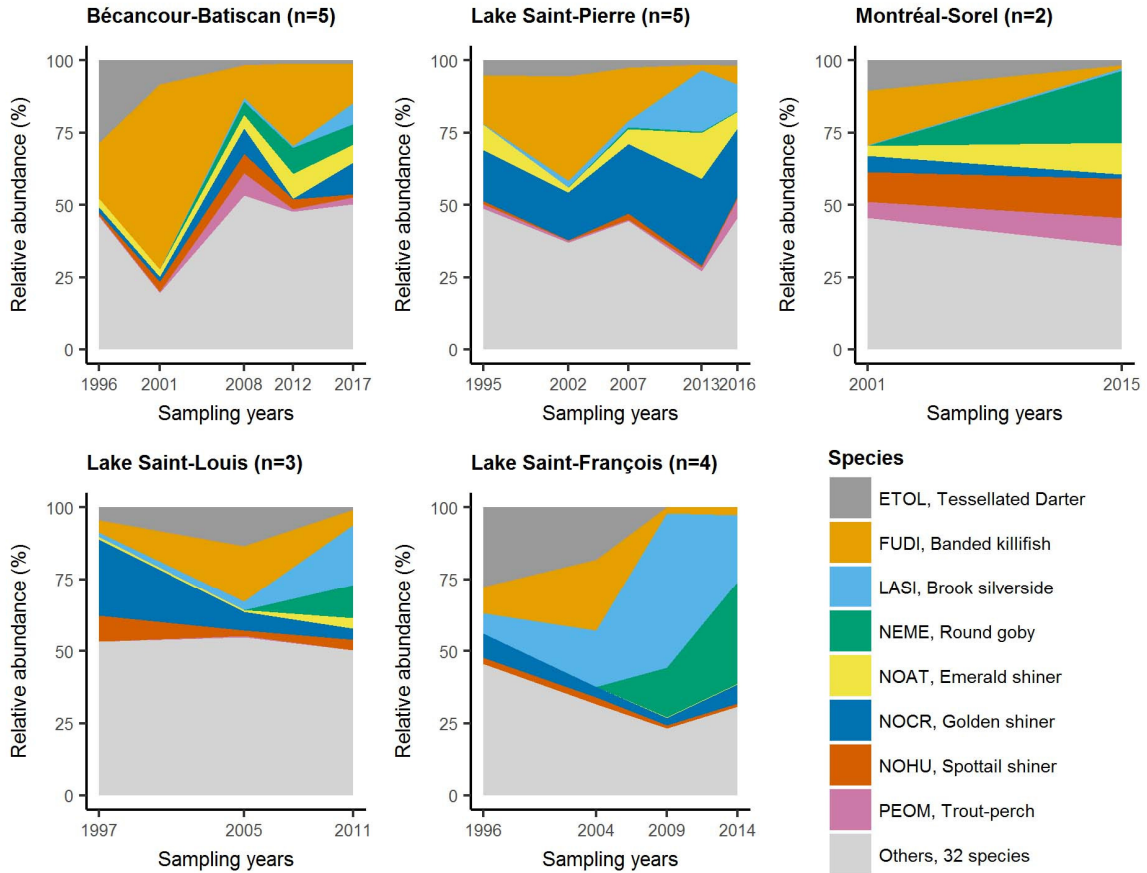 Bécancour-Batiscan (n=5)
Lake Saint-Pierre (n=5)
Montréal-Sorel (n=2)
Relative abundance (%)
100
75
50
25
0
1996 2001 2008 2012 2017
Sampling years
Relative abundance (%)
100
75
50
25
0
1995 2002 2007 2013 2016
Sampling years
Relative abundance (%)
100
75
50
25
0
2001 2015
Sampling years
Lake Saint-Louis (n=3)
Lake Saint-François (n=4)
Relative abundance (%)
100
75
50
25
0
1997 2005 2011
Sampling years
Relative abundance (%)
100
75
50
25
0
1996 2004 2009 2014
Sampling years
Species
ETOL, Tessellated Darter
FUDI, Banded killifish
LASI, Brook silverside
NEME, Round goby
NOAT, Emerald shiner
NOCR, Golden shiner
NOHU, Spottail shiner
PEOM, Trout-perch
Others, 32 species